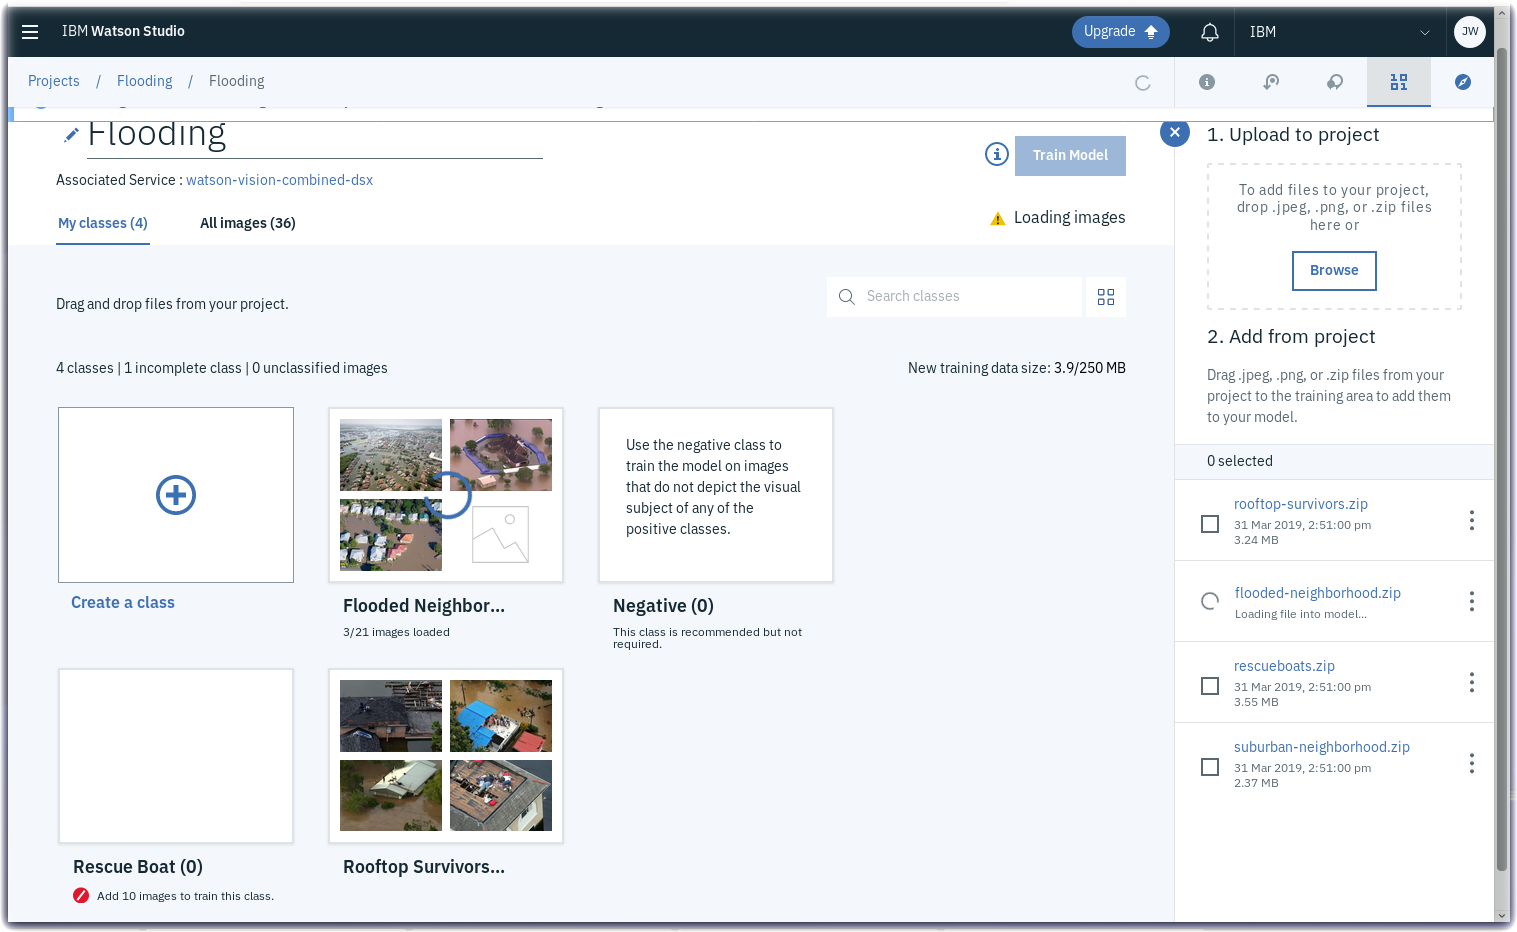 IBM Watson Studio
Upgrade
IBM
JW
Projects / Flooding / Flooding
Flooding
Train Model
Associated Service : watson-vision-combined-dsx
My classes (4)
All images (36)
Loading images
Drag and drop files from your project.
Search classes
4 classes | 1 incomplete class | 0 unclassified images
New training data size: 3.9/250 MB
Create a class
Flooded Neighbor...
3/21 images loaded
Use the negative class to
train the model on images
that do not depict the visual
subject of any of the
positive classes.
Negative (0)
This class is recommended but not
required.
Rescue Boat (0)
Add 10 images to train this class.
Rooftop Survivors...
1. Upload to project
To add files to your project,
drop .jpeg, .png, or .zip files
here or
Browse
2. Add from project
Drag .jpeg, .png, or .zip files from your
project to the training area to add them
to your model.
0 selected
rooftop-survivors.zip
31 Mar 2019, 2:51:00 pm
3.24 MB
flooded-neighborhood.zip
Loading file into model...
rescueboats.zip
31 Mar 2019, 2:51:00 pm
3.55 MB
suburban-neighborhood.zip
31 Mar 2019, 2:51:00 pm
2.37 MB